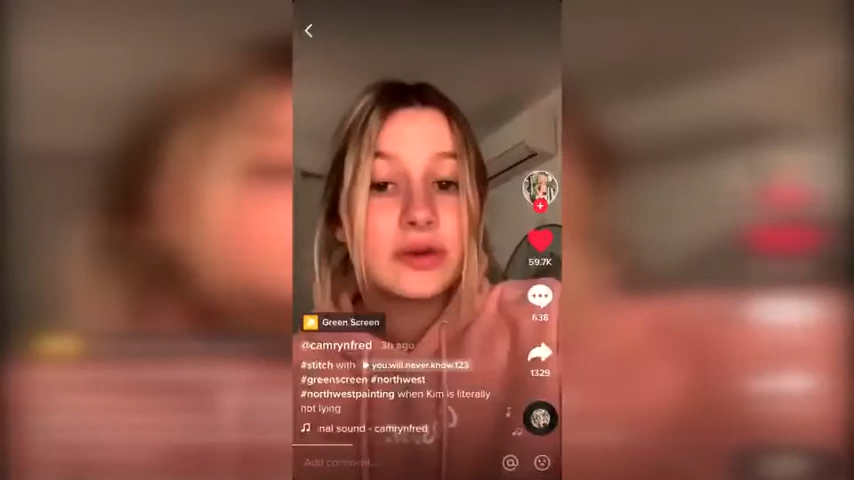 59.7K
638
1329
Green Screen
@camrynfred 3h ago
#stitch with you.will.never.know.123
#greenscreen #northwest
#northwestpainting when Kim is literally
not lying
nal sound - camrynfred
Add comment...